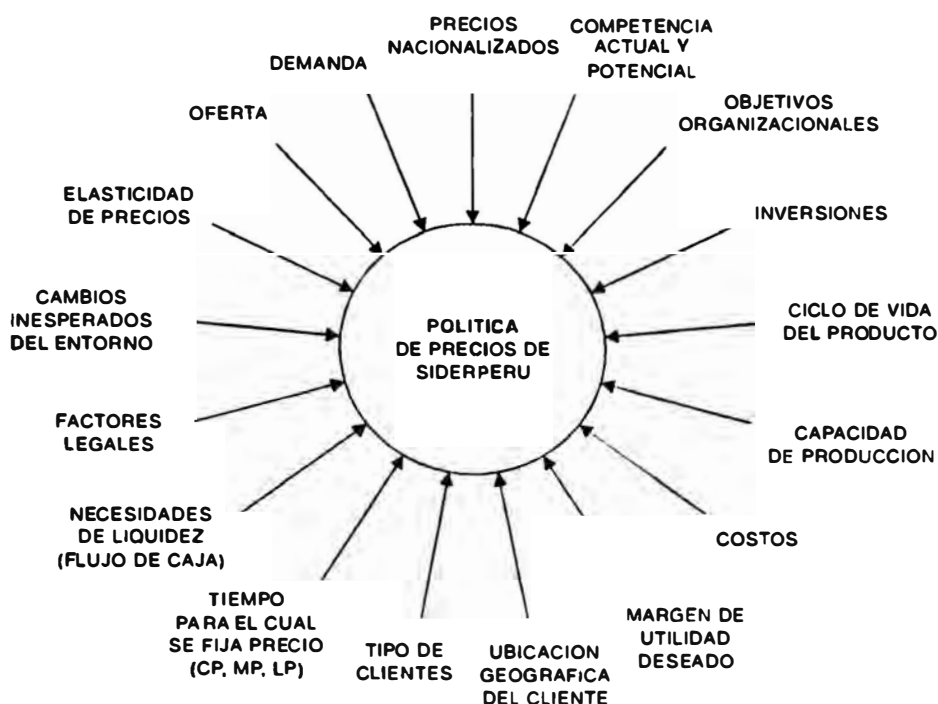 PRECIOS
NACIONALIZADOS
COMPETENCIA
ACTUAL Y
POTENCIAL
DEMANDA
OFERTA
OBJETIVOS
ORGANIZACIONALES
ELASTICIDAD
DE PRECIOS
INVERSIONES
CAMBIOS
INESPERADOS
DEL ENTORNO
POLITICA
DE PRECIOS DE
SIDERPERU
CICLO DE VIDA
DEL PRODUCTO
FACTORES
LEGALES
CAPACIDAD
DE PRODUCCION
NECESIDADES
DE LIQUIDEZ
(FLUJO DE CAJA)
COSTOS
TIEMPO
PARA EL CUAL
SE FIJA PRECIO
(CP, MP, LP)
TIPO DE
CLIENTES
UBICACION
GEOGRAFICA
DEL CLIENTE
MARGEN DE
UTILIDAD
DESEADO